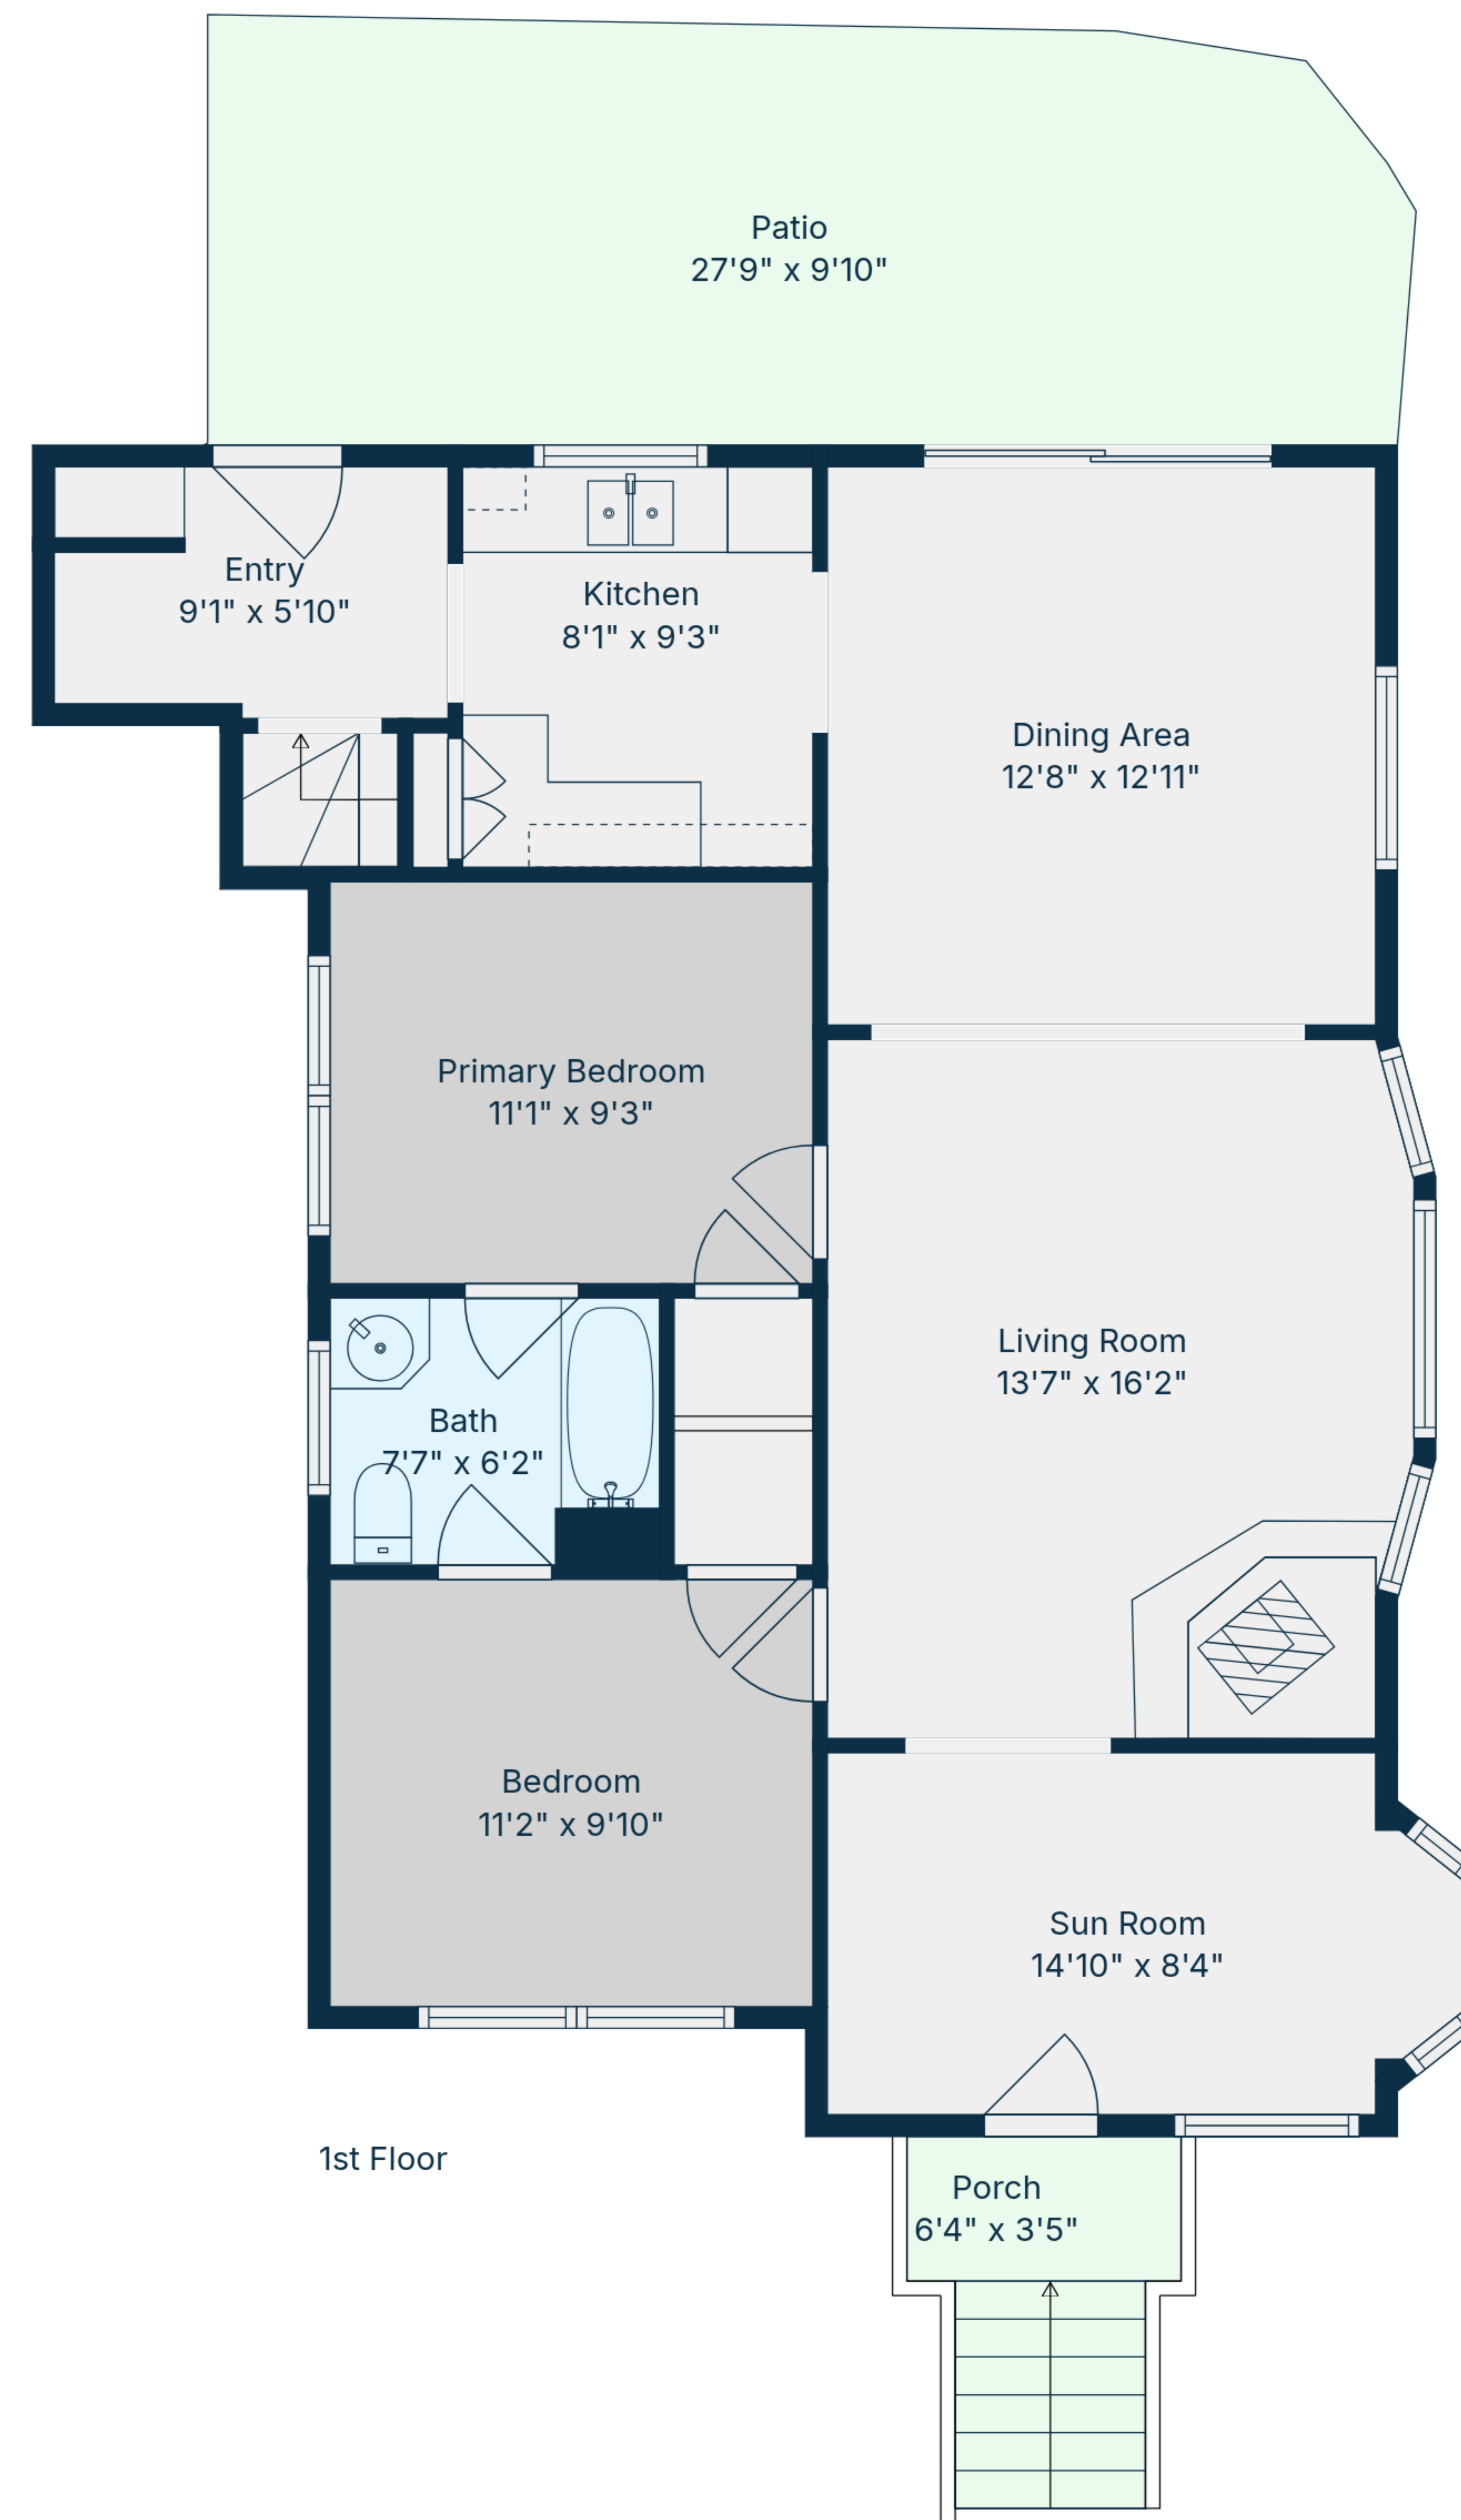 Patio
27'9" x 9'10"
Entry
9'1" x 5'10"
Kitchen
8'1" x 9'3"
Dining Area
12'8" x 12'11"
Primary Bedroom
11'1" x 9'3"
Living Room
13'7" x 16'2"
Bath
7'7" x 6'2"
Bedroom
11'2" x 9'10"
Sun Room
14'10" x 8'4"
1st Floor
Porch
6'4" x 3'5"